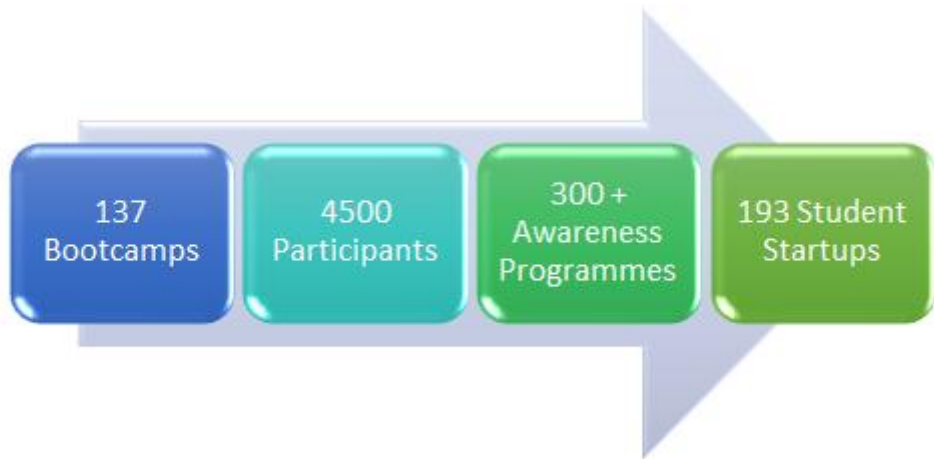 137
Bootcamps
4500
Participants
300 +
Awareness
Programmes
193 Student
Startups